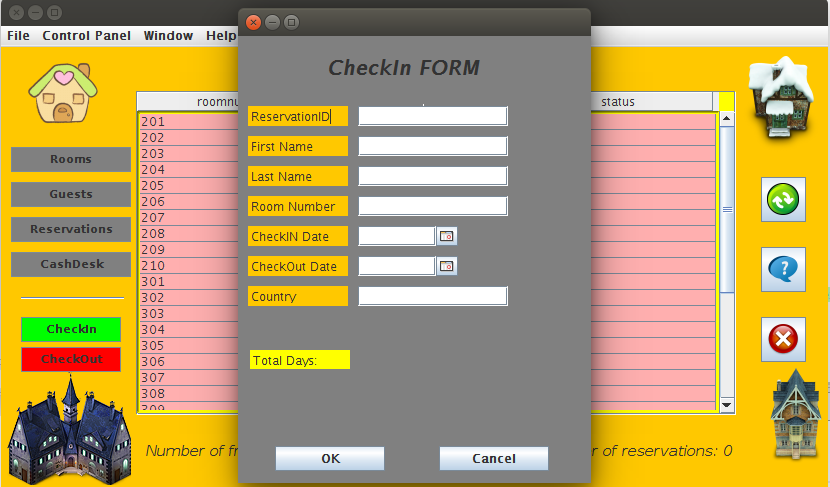 File Control Panel Window Help
CheckIn FORM
roomnu
status
Rooms
Guests
Reservations
CashDesk
CheckIn
CheckOut
201
202
203
204
205
206
207
208
209
210
301
302
303
304
305
306
307
308
309
ReservationID
First Name
Last Name
Room Number
CheckIN Date
CheckOut Date
Country
Total Days:
OK Cancel
Number of fr
r of reservations: 0